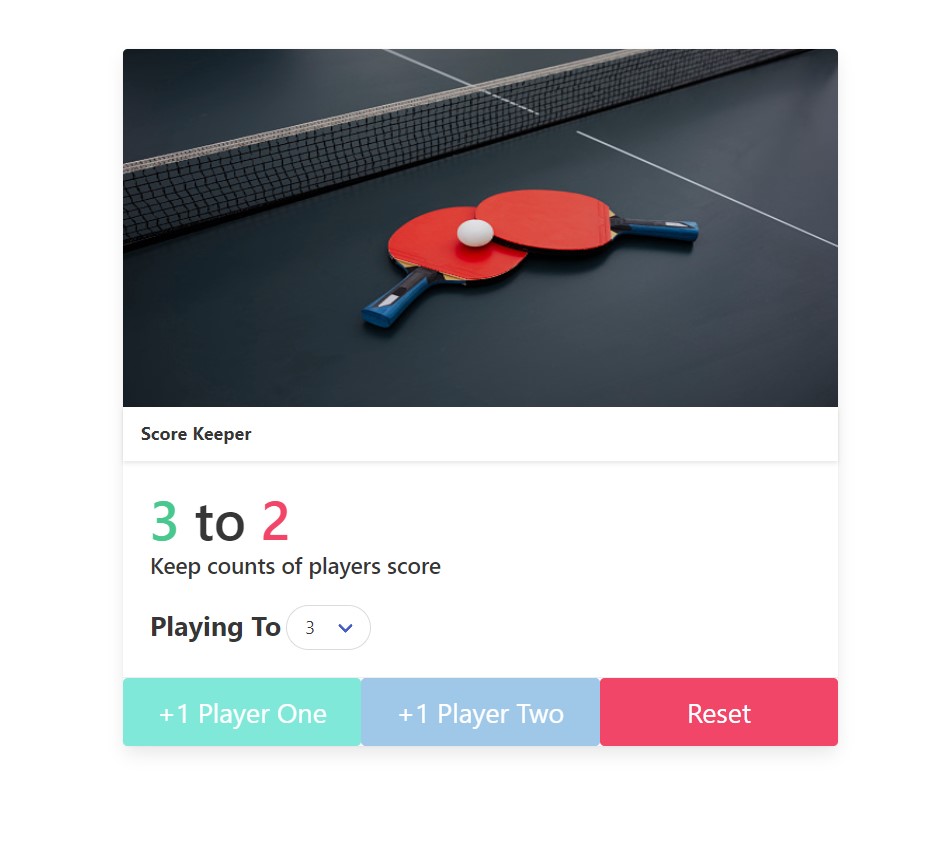 Score Keeper
3 to 2
Keep counts of players score
Playing To 3
+1 Player One +1 Player Two Reset